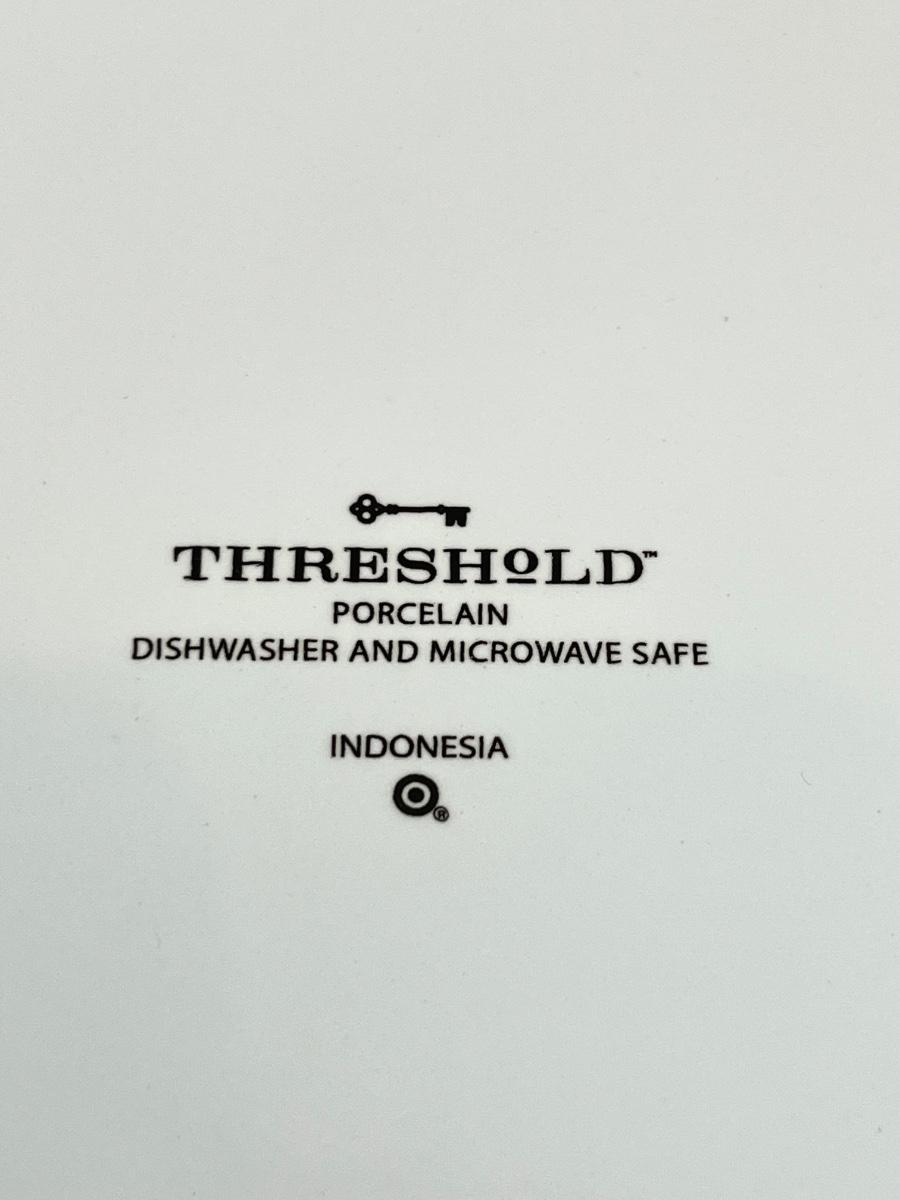 THRESHOLD™
PORCELAIN
DISHWASHER AND MICROWAVE SAFE
INDONESIA
®